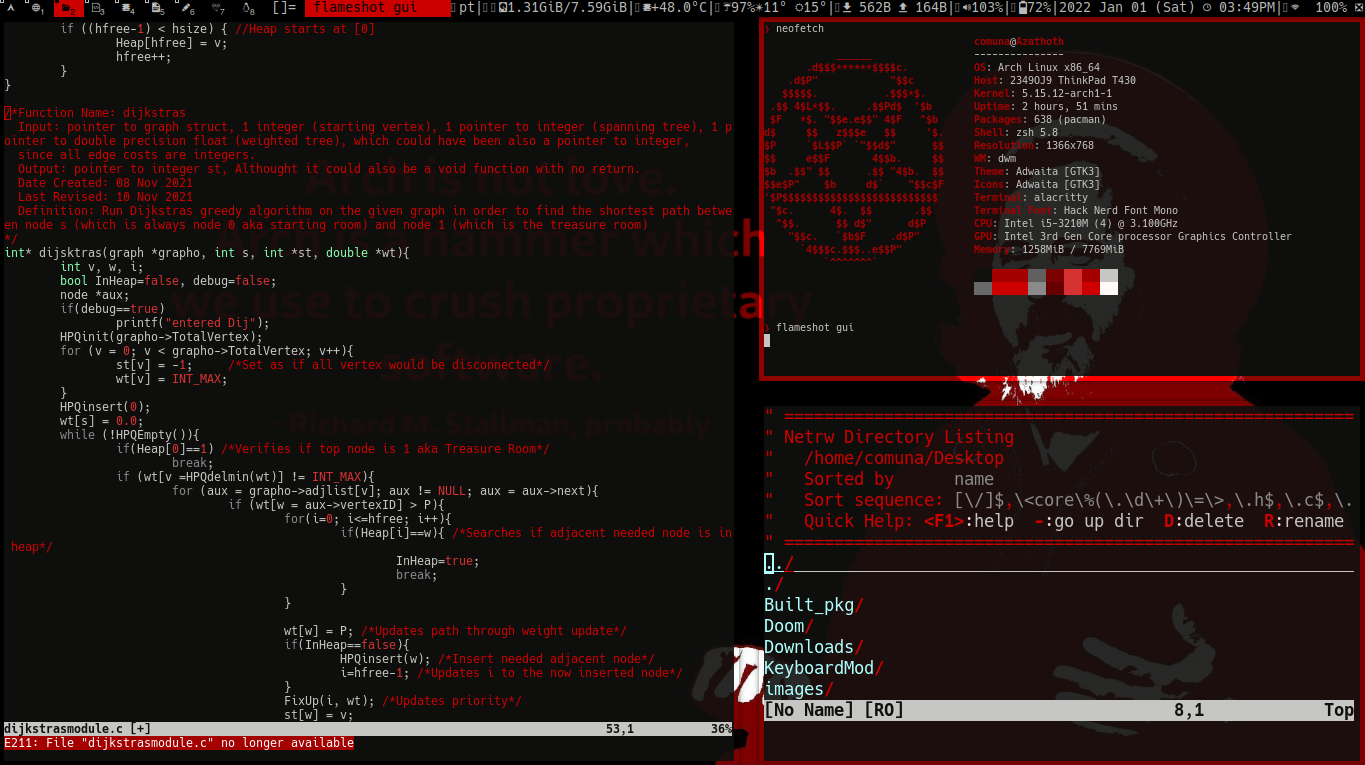 1 2 3 4 5 6 7 8 []= flameshot gui pt| 1.31GiB/7.59GiB| +48.0°C| 97%*11° 15°| 562B 164B| 103%| 72%|2022 Jan 01 (Sat) 03:49PM| 100%
if ((hfree-1) < hsize) { //Heap starts at [0]
Heap[hfree] = v;
hfree++;
}
}
/*Function Name: dijkstras
Input: pointer to graph struct, 1 integer (starting vertex), 1 pointer to integer (spanning tree), 1 p
ointer to double precision float (weighted tree), which could have been also a pointer to integer,
since all edge costs are integers.
Output: pointer to integer st, Althought it could also be a void function with no return.
Date Created: 08 Nov 2021
Last Revised: 10 Nov 2021
Definition: Run Dijkstras greedy algorithm on the given graph in order to find the shortest path betwe
en node s (which is always node 0 aka starting room) and node 1 (which is the treasure room)
*/
int* dijsktras(graph *grapho, int s, int *st, double *wt){
int v, w, i;
bool InHeap=false, debug=false;
node *aux;
if(debug==true)
printf("entered Dij");
HPQinit(grapho->TotalVertex);
for (v = 0; v < grapho->TotalVertex; v++){
st[v] = -1; /*Set as if all vertex would be disconnected*/
wt[v] = INT_MAX;
}
HPQinsert(0);
wt[s] = 0.0;
while (!HPQEmpty()){
if(Heap[0]==1) /*Verifies if top node is 1 aka Treasure Room*/
break;
if (wt[v =HPQdelmin(wt)] != INT_MAX){
for (aux = grapho->adjlist[v]; aux != NULL; aux = aux->next){
if (wt[w = aux->vertexID] > P){
for(i=0; i<=hfree; i++){
if(Heap[i]==w){ /*Searches if adjacent needed node is in
heap*/
InHeap=true;
break;
}
}
wt[w] = P; /*Updates path through weight update*/
if(InHeap==false){
HPQinsert(w); /*Insert needed adjacent node*/
i=hfree-1; /*Updates i to the now inserted node*/
}
FixUp(i, wt); /*Updates priority*/
st[w] = v;
dijkstrasmodule.c [+] 53,1 36%
E211: File "dijkstrasmodule.c" no longer available
Arch is not love.
hammer which
we use to crush proprietary
software.
- Richard M. Stallman, probably
❯ neofetch
comuna@Azathoth
---------------
OS: Arch Linux x86_64
Host: 2349OJ9 ThinkPad T430
Kernel: 5.15.12-arch1-1
Uptime: 2 hours, 51 mins
Packages: 638 (pacman)
Shell: zsh 5.8
Resolution: 1366x768
WM: dwm
Theme: Adwaita [GTK3]
Icons: Adwaita [GTK3]
Terminal: alacritty
Terminal Font: Hack Nerd Font Mono
CPU: Intel i5-3210M (4) @ 3.100GHz
GPU: Intel 3rd Gen Core processor Graphics Controller
Memory: 1258MiB / 7769MiB
❯ flameshot gui
" =========================================================
" Netrw Directory Listing
" /home/comuna/Desktop
" Sorted by name
" Sort sequence: [\/]$,\<core\%(\.\d\+\)\=\>,\.h$,\.c$,\.
" Quick Help: <F1>:help -:go up dir D:delete R:rename
" =========================================================
../
./
Built_pkg/
Doom/
Downloads/
KeyboardMod/
images/
[No Name] [RO] 8,1 Top